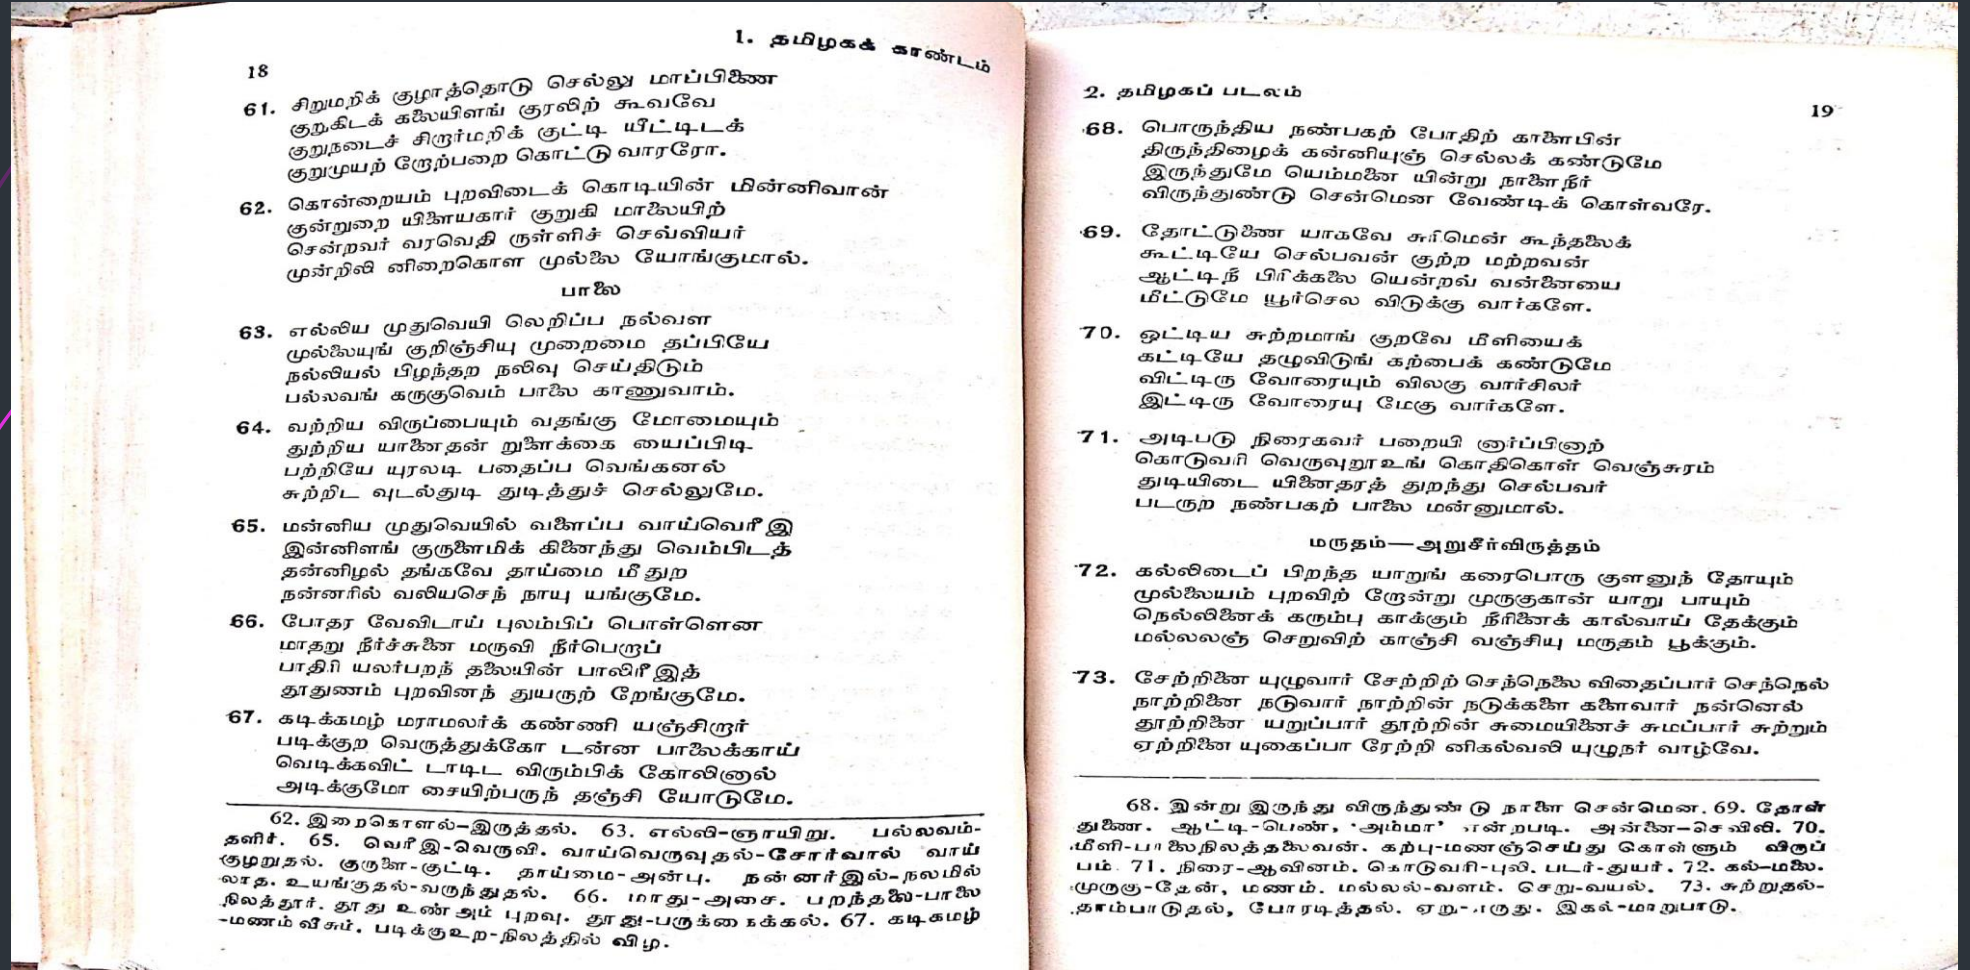 1. தமிழகக் காண்டம்
18
61. சிறுமறிக் குழாத்தொடு செல்லு மாப்பிணை
குறுகிடக் கலையிளங் குரலிற் கூவவே
குறுநடைச் சிறார்மறிக் குட்டி யீட்டிடக்
குறுமுயற் றோற்பறை கொட்டு வாரரோ.
62. கொன்றையம் புறவிடைக் கொடியின் மின்னிவான்
குன்றுறை யிளையகார் குறுகி மாலையிற்
சென்றவர் வரவெதி ருள்ளிச் செவ்வியர்
முன்றிலி னிறைகொள முல்லை யோங்குமால்.
பாலை
63. எல்லிய முதுவெயி லெறிப்ப நல்வள
முல்லையுங் குறிஞ்சியு முறைமை தப்பியே
நல்லியல் பிழந்தற நலிவு செய்திடும்
பல்லவங் கருகுவெம் பாலை காணுவாம்.
64. வற்றிய விருப்பையும் வதங்கு மோமையும்
துற்றிய யானைதன் றுளைக்கை யைப்பிடி
பற்றியே யுரலடி பதைப்ப வெங்கனல்
சுற்றிட வுடல்துடி துடித்துச் செல்லுமே.
65. மன்னிய முதுவெயில் வளைப்ப வாய்வெரீஇ
இன்னிளங் குருளைமிக் கினைந்து வெம்பிடத்
தன்னிழல் தங்கவே தாய்மை மீதுற
நன்னரில் வலியசெந் நாயு யங்குமே.
66. போதர வேவிடாய் புலம்பிப் பொள்ளென
மாதறு நீர்ச்சுனை மருவி நீர்பெறாப்
பாதிரி யலர்பறந் தலையின் பாலிரீஇத்
தூதுணம் புறவினந் துயருற் றேங்குமே.
67. கடிக்கமழ் மராமலர்க் கண்ணி யஞ்சிறார்
படிக்குற வெருத்துக்கோ டன்ன பாலைக்காய்
வெடிக்கவிட் டாடிட விரும்பிக் கோலினால்
அடிக்குமோ சையிற்பருந் தஞ்சி யோடுமே.
62. இறைகொளல்–இருத்தல். 63. எல்லி–ஞாயிறு. பல்லவம்-
தளிர். 65. வெரீஇ-வெருவி. வாய்வெருவுதல்-சோர்வால் வாய்
குழறுதல். குருளை-குட்டி. தாய்மை-அன்பு. நன்னர்இல்–நலமில்
லாத. உயங்குதல்-வருந்துதல். 66. மாது-அசை. பறந்தலை-பாலை
நிலத்தூர். தூது உண் அம் புறவு. தூது-பருக்கைக்கல். 67. கடிகமழ்
-மணம் வீசும். படிக்குஉற-நிலத்தில் விழ.
2. தமிழகப் படலம்
19
68. பொருந்திய நண்பகற் போதிற் காளைபின்
திருந்திழைக் கன்னியுஞ் செல்லக் கண்டுமே
இருந்துமே யெம்மனை யின்று நாளைநீர்
விருந்துண்டு சென்மென வேண்டிக் கொள்வரே.
69. தோட்டுணை யாகவே சுரிமென் கூந்தலைக்
கூட்டியே செல்பவன் குற்ற மற்றவன்
ஆட்டிநீ பிரிக்கலை யென்றவ் வன்னையை
மீட்டுமே யூர்செல விடுக்கு வார்களே.
70. ஒட்டிய சுற்றமாங் குறவே மீளியைக்
கட்டியே தழுவிடுங் கற்பைக் கண்டுமே
விட்டிரு வோரையும் விலகு வார்சிலர்
இட்டிரு வோரையு மேகு வார்களே.
71. அடிபடு நிரைகவர் பறையி னார்ப்பினாற்
கொடுவரி வெருவுறூஉங் கொதிகொள் வெஞ்சுரம்
துடியிடை யினைதரத் துறந்து செல்பவர்
படருற நண்பகற் பாலை மன்னுமால்.
மருதம்—அறுசீர்விருத்தம்
72. கல்லிடைப் பிறந்த யாறுங் கரைபொரு குளனுந் தோயும்
முல்லையம் புறவிற் றோன்று முருகுகான் யாறு பாயும்
நெல்லினைக் கரும்பு காக்கும் நீரினைக் கால்வாய் தேக்கும்
மல்லலஞ் செறுவிற் காஞ்சி வஞ்சியு மருதம் பூக்கும்.
73. சேற்றினை யுழுவார் சேற்றிற் செந்நெலை விதைப்பார் செந்நெல்
நாற்றினை நடுவார் நாற்றின் நடுக்களை களைவார் நன்னெல்
தூற்றினை யறுப்பார் தூற்றின் சுமையினைச் சுமப்பார் சுற்றும்
ஏற்றினை யுகைப்பா ரேற்றி னிகல்வலி யுழுநர் வாழ்வே.
68. இன்று இருந்து விருந்துண்டு நாளை சென்மென. 69. தோள்
துணை. ஆட்டி-பெண், 'அம்மா' என்றபடி. அன்னை–செவிலி. 70.
மீளி-பாலைநிலத்தலைவன். கற்பு-மணஞ்செய்து கொள்ளும் விருப்
பம். 71. நிரை-ஆவினம். கொடுவரி-புலி. படர்-துயர். 72. கல்–மலை.
முருகு-தேன், மணம். மல்லல்-வளம். செறு-வயல். 73. சுற்றுதல்-
தாம்பாடுதல், போரடித்தல். ஏறு-எருது. இகல்-மாறுபாடு.